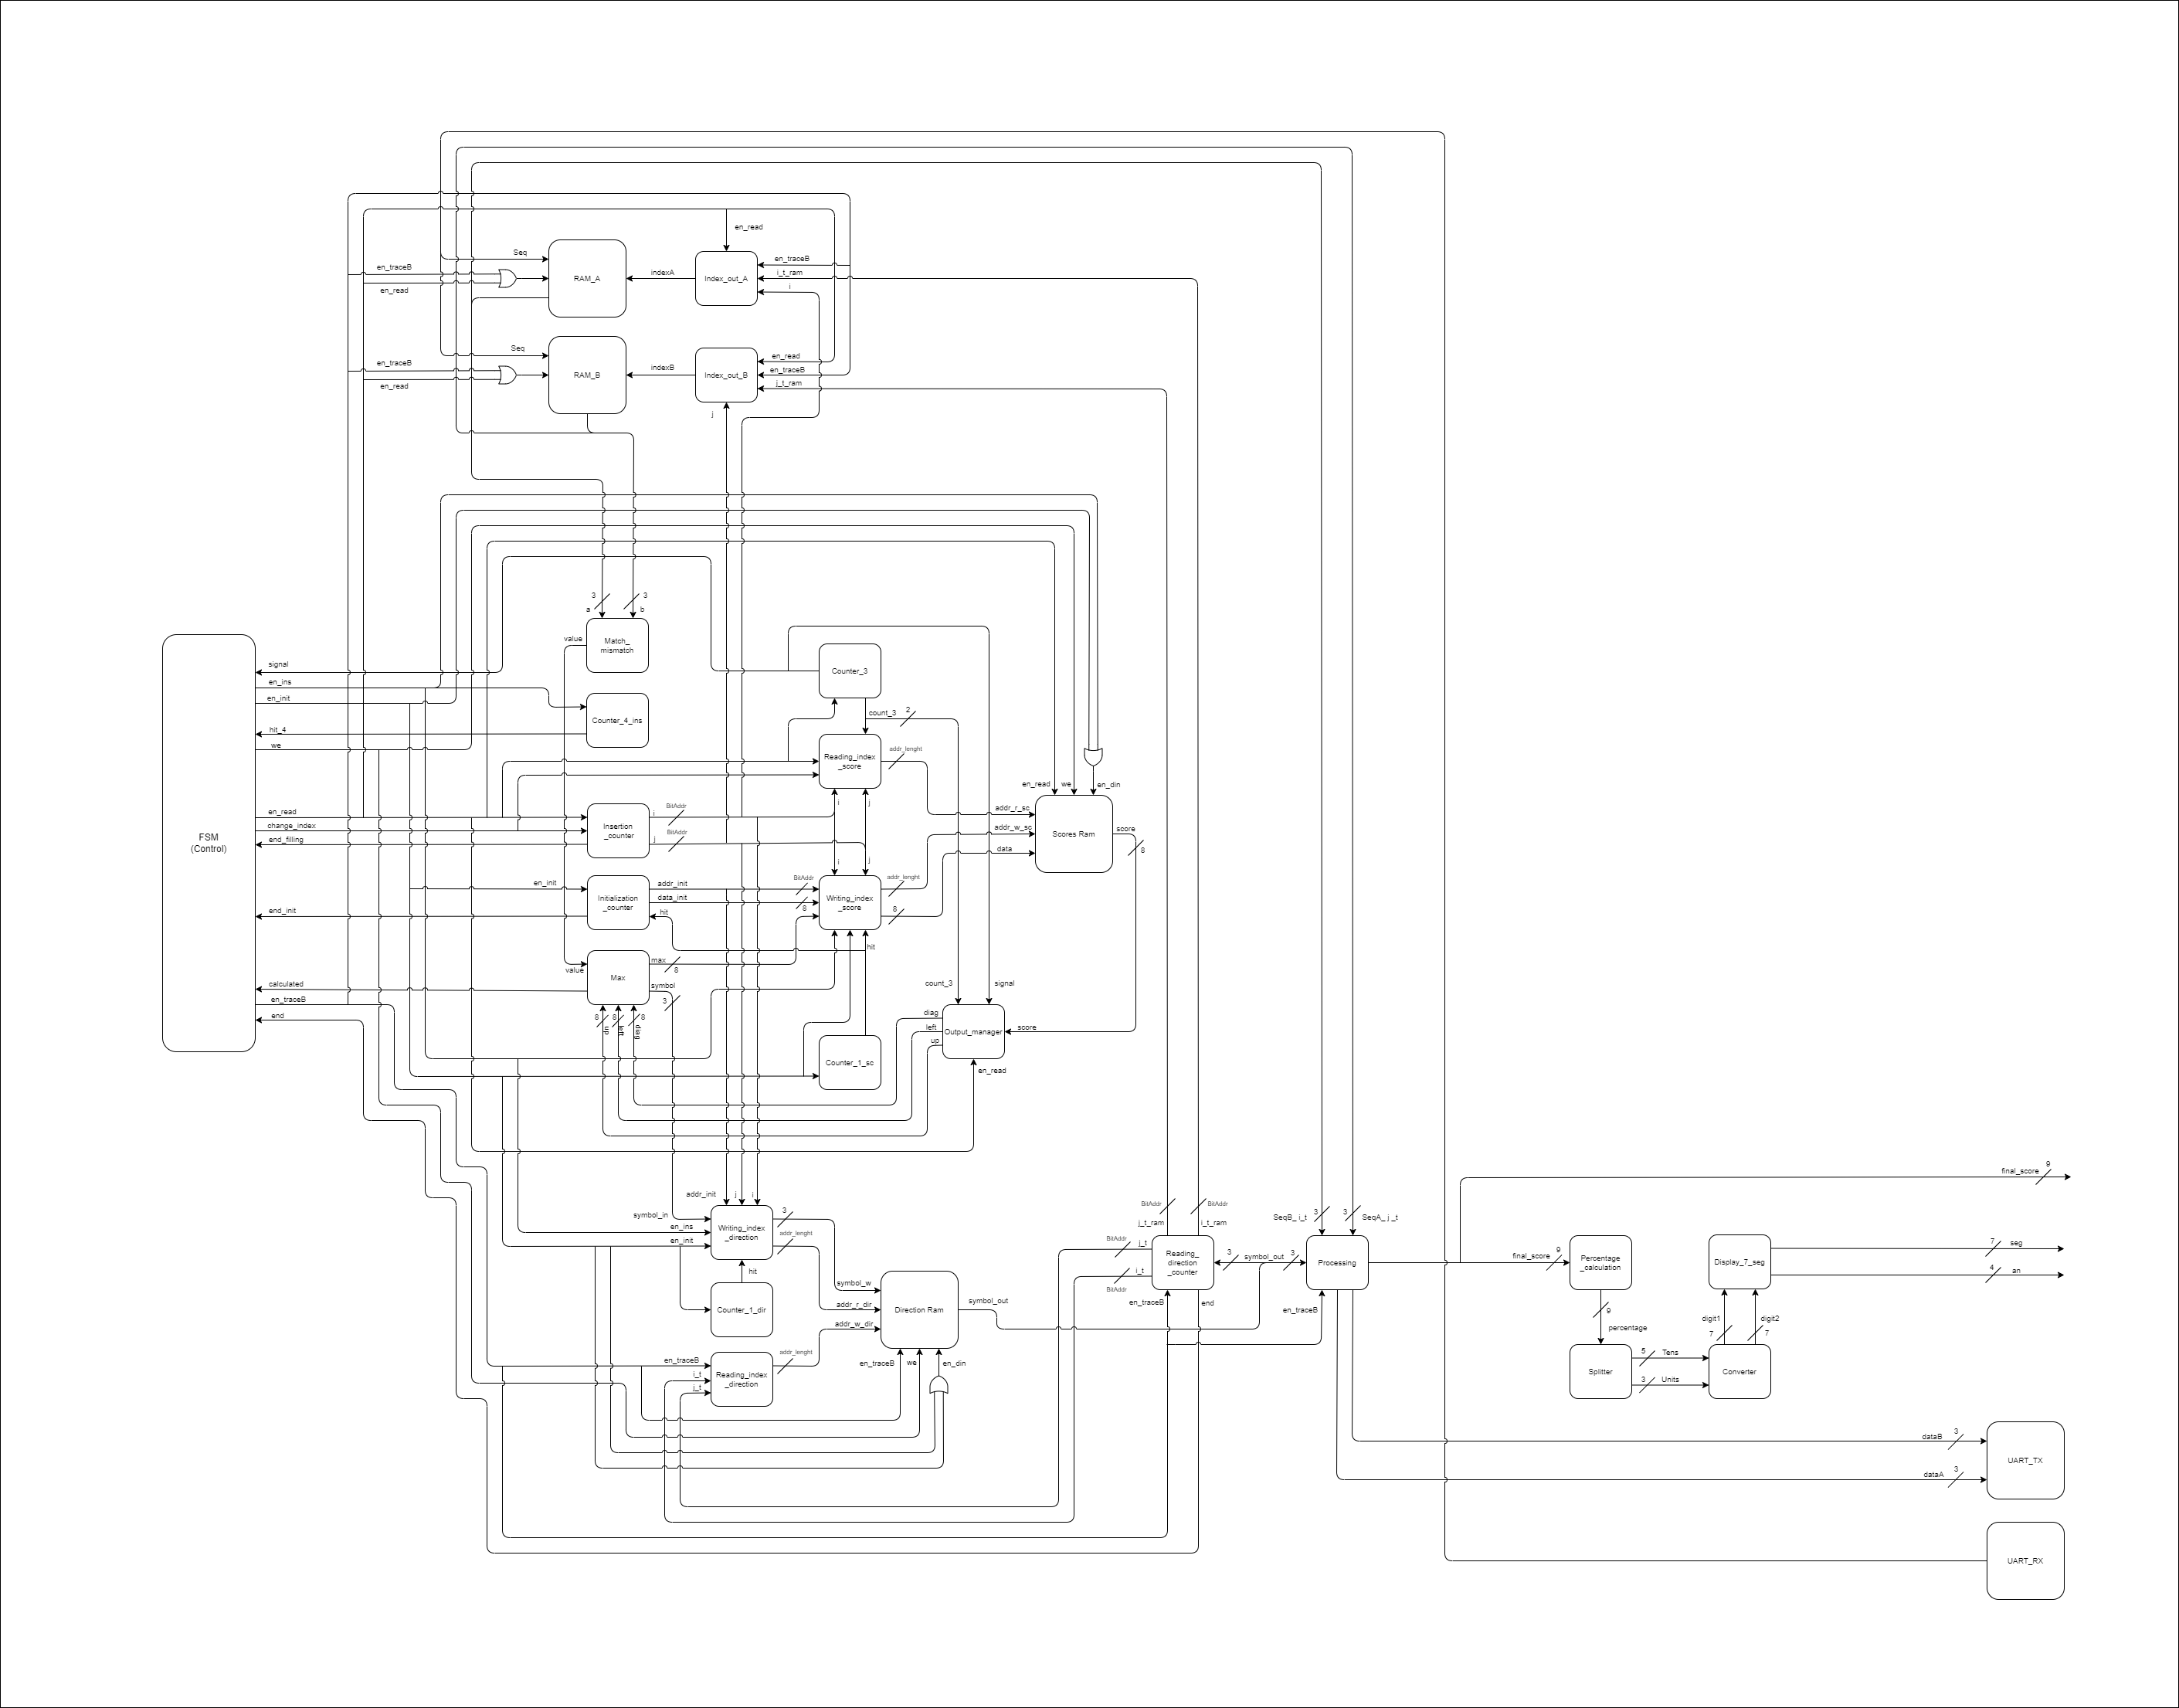 en_read
Seq
en_traceB
en_traceB
RAM_A
indexA
Index_out_A
i_t_ram
en_read
i
Seq
en_traceB
en_read
RAM_B
indexB
Index_out_B
en_read
en_traceB
j_t_ram
j
3
3
a
b
value
Match_
mismatch
signal
Counter_3
en_ins
en_init
Counter_4_ins
count_3
2
hit_4
we
Reading_index
_score
addr_lenght
en_read
we
en_din
en_read
change_index
end_filling
Insertion
_counter
i
BitAddr
j
BitAddr
i
j
addr_r_sc
addr_w_sc
data
Scores Ram
score
8
FSM
(Control)
i
j
en_init
Initialization
_counter
addr_init
data_init
hit
BitAddr
8
Writing_index
_score
addr_lenght
8
end_init
hit
value
Max
max
8
symbol
3
calculated
en_traceB
end
8
8
8
up
left
diag
count_3
signal
diag
left
up
Output_manager
score
en_read
Counter_1_sc
addr_init
j
i
symbol_in
en_ins
en_init
Writing_index
_direction
3
addr_lenght
hit
Counter_1_dir
symbol_w
addr_r_dir
addr_w_dir
Direction Ram
symbol_out
en_traceB
i_t
j_t
Reading_index
_direction
addr_lenght
en_traceB
we
en_din
BitAddr
BitAddr
j_t_ram
i_t_ram
BitAddr
j_t
i_t
BitAddr
Reading_
direction
_counter
en_traceB
end
3
symbol_out
3
SeqB_ i_t
3
3
SeqA_ j _t
Processing
en_traceB
final_score
9
final_score
9
Percentage
_calculation
9
percentage
Splitter
5
Tens
3
Units
Converter
digit1
7
digit2
7
Display_7_seg
7
seg
4
an
dataB
3
dataA
3
UART_TX
UART_RX